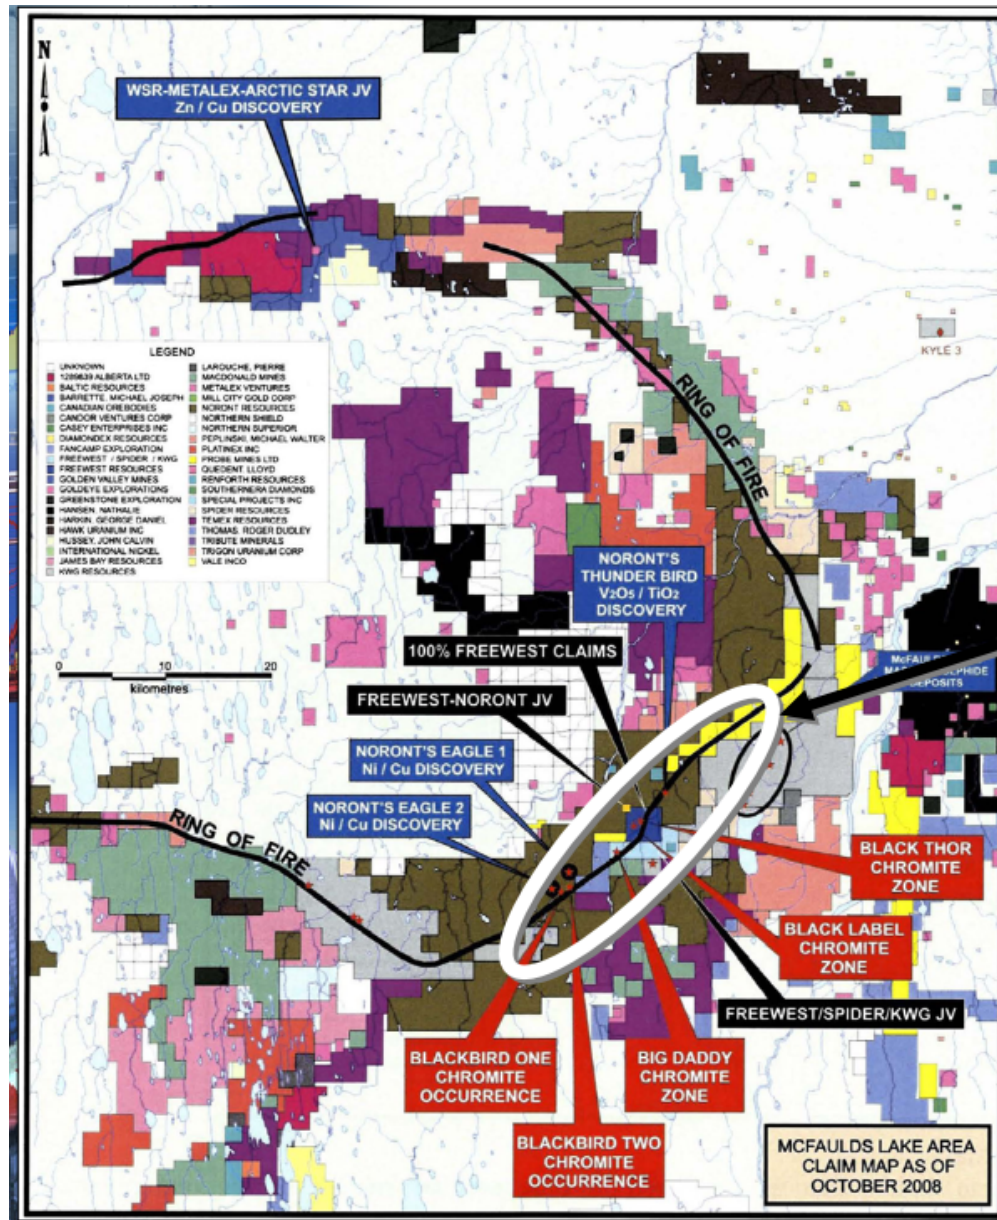 N
WSR-METALEX-ARCTIC STAR JV
Zn / Cu DISCOVERY
KYLE 3
LEGEND
UNKNOWN
1289639 ALBERTA LTD
BALTIC RESOURCES
BARRETTE, MICHAEL JOSEPH
CANADIAN OREBODIES
CANDOR VENTURES CORP
CASEY ENTERPRISES INC
DIAMONDEX RESOURCES
FANCAMP EXPLORATION
FREEWEST / SPIDER / KWG
FREEWEST RESOURCES
GOLDEN VALLEY MINES
GOLDEYE EXPLORATIONS
GREENSTONE EXPLORATION
HANSEN, NATHALIE
HARKIN, GEORGE DANIEL
HAWK URANIUM INC
HUSSEY, JOHN CALVIN
INTERNATIONAL NICKEL
JAMES BAY RESOURCES
KWG RESOURCES
LAROUCHE, PIERRE
MACDONALD MINES
METALEX VENTURES
MILL CITY GOLD CORP
NORONT RESOURCES
NORTHERN SHIELD
NORTHERN SUPERIOR
PEPLINSKI, MICHAEL WALTER
PLATINEX INC
PROBE MINES LTD
QUEDENT, LLOYD
RENFORTH RESOURCES
SOUTHERNERA DIAMONDS
SPECIAL PROJECTS INC
SPIDER RESOURCES
TEMEX RESOURCES
THOMAS, ROGER DUDLEY
TRIBUTE MINERALS
TRIGON URANIUM CORP
VALE INCO
RING OF FIRE
NORONT'S
THUNDER BIRD
V2O5 / TiO2
DISCOVERY
100% FREEWEST CLAIMS
0 10 20
kilometres
FREEWEST-NORONT JV
NORONT'S EAGLE 1
Ni / Cu DISCOVERY
NORONT'S EAGLE 2
Ni / Cu DISCOVERY
DEPOSITS
RING OF FIRE
BLACK THOR
CHROMITE
ZONE
BLACK LABEL
CHROMITE
ZONE
FREEWEST/SPIDER/KWG JV
BLACKBIRD ONE
CHROMITE
OCCURRENCE
BIG DADDY
CHROMITE
ZONE
BLACKBIRD TWO
CHROMITE
OCCURRENCE
MCFAULDS LAKE AREA
CLAIM MAP AS OF
OCTOBER 2008